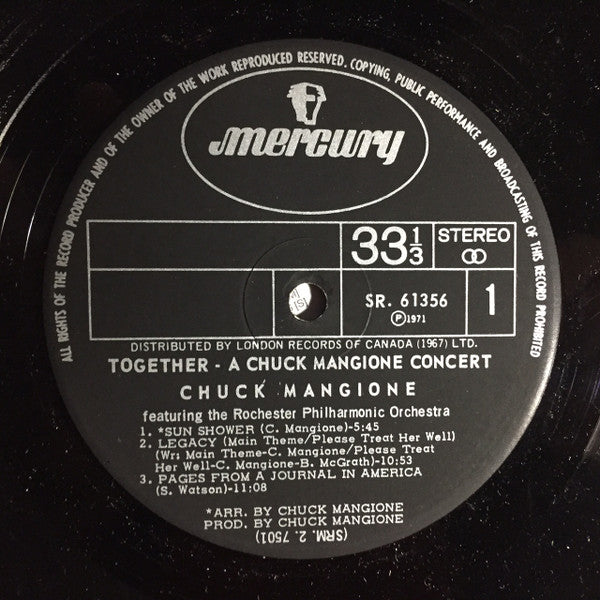 ALL RIGHTS OF THE RECORD PRODUCER AND OF THE OWNER OF THE WORK REPRODUCED RESERVED. COPYING, PUBLIC PERFORMANCE AND BROADCASTING OF THIS RECORD PROHIBITED
mercury
33 1/3 STEREO
SR. 61356 1
Ⓟ1971
DISTRIBUTED BY LONDON RECORDS OF CANADA (1967) LTD.
TOGETHER - A CHUCK MANGIONE CONCERT
CHUCK MANGIONE
featuring the Rochester Philharmonic Orchestra
1. *SUN SHOWER (C. Mangione)-5:45
2. LEGACY (Main Theme/Please Treat Her Well)
(Wr: Main Theme-C. Mangione/Please Treat
Her Well-C. Mangione-B. McGrath)-10:53
3. PAGES FROM A JOURNAL IN AMERICA
(S. Watson)-11:08
*ARR. BY CHUCK MANGIONE
PROD. BY CHUCK MANGIONE
(SRM. 2. 7501)